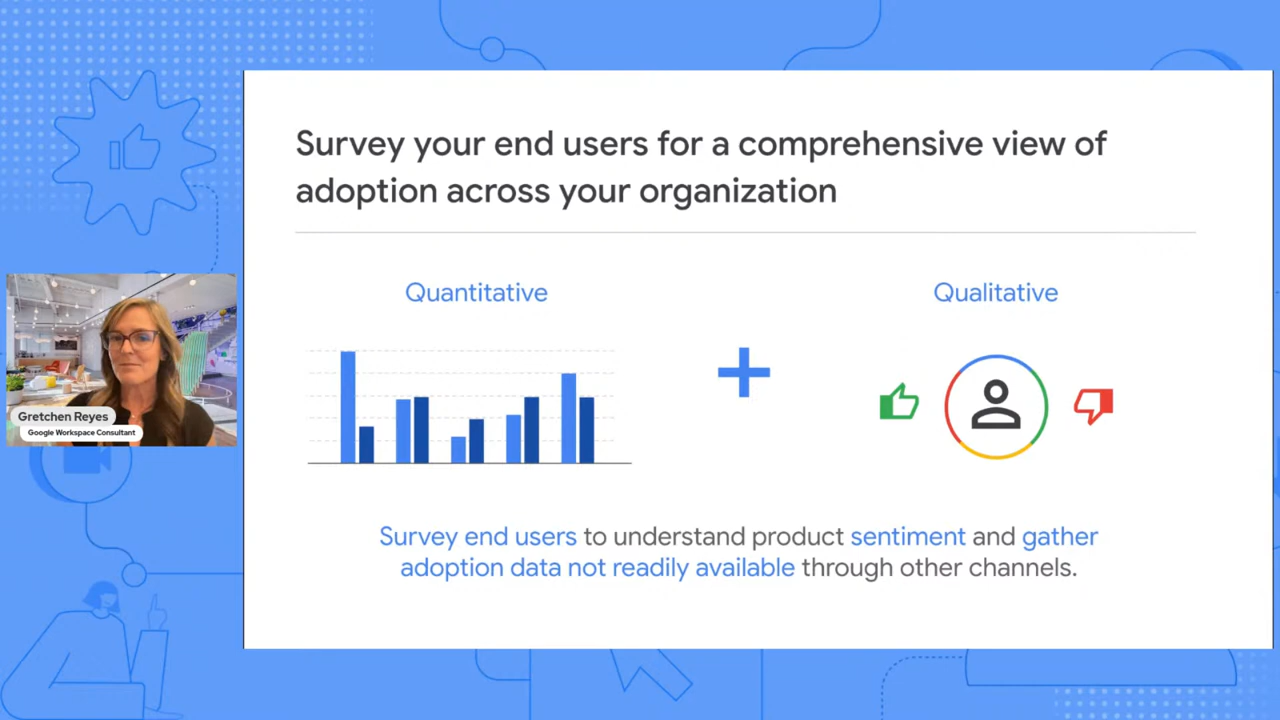 Survey your end users for a comprehensive view of
adoption across your organization
Quantitative
Qualitative
Survey end users to understand product sentiment and gather
adoption data not readily available through other channels.
Gretchen Reyes
Google Workspace Consultant